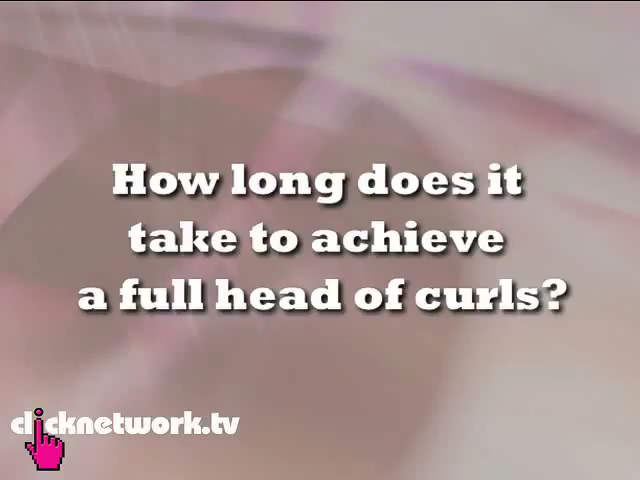 How long does it
take to achieve
a full head of curls?
clicknetwork.tv